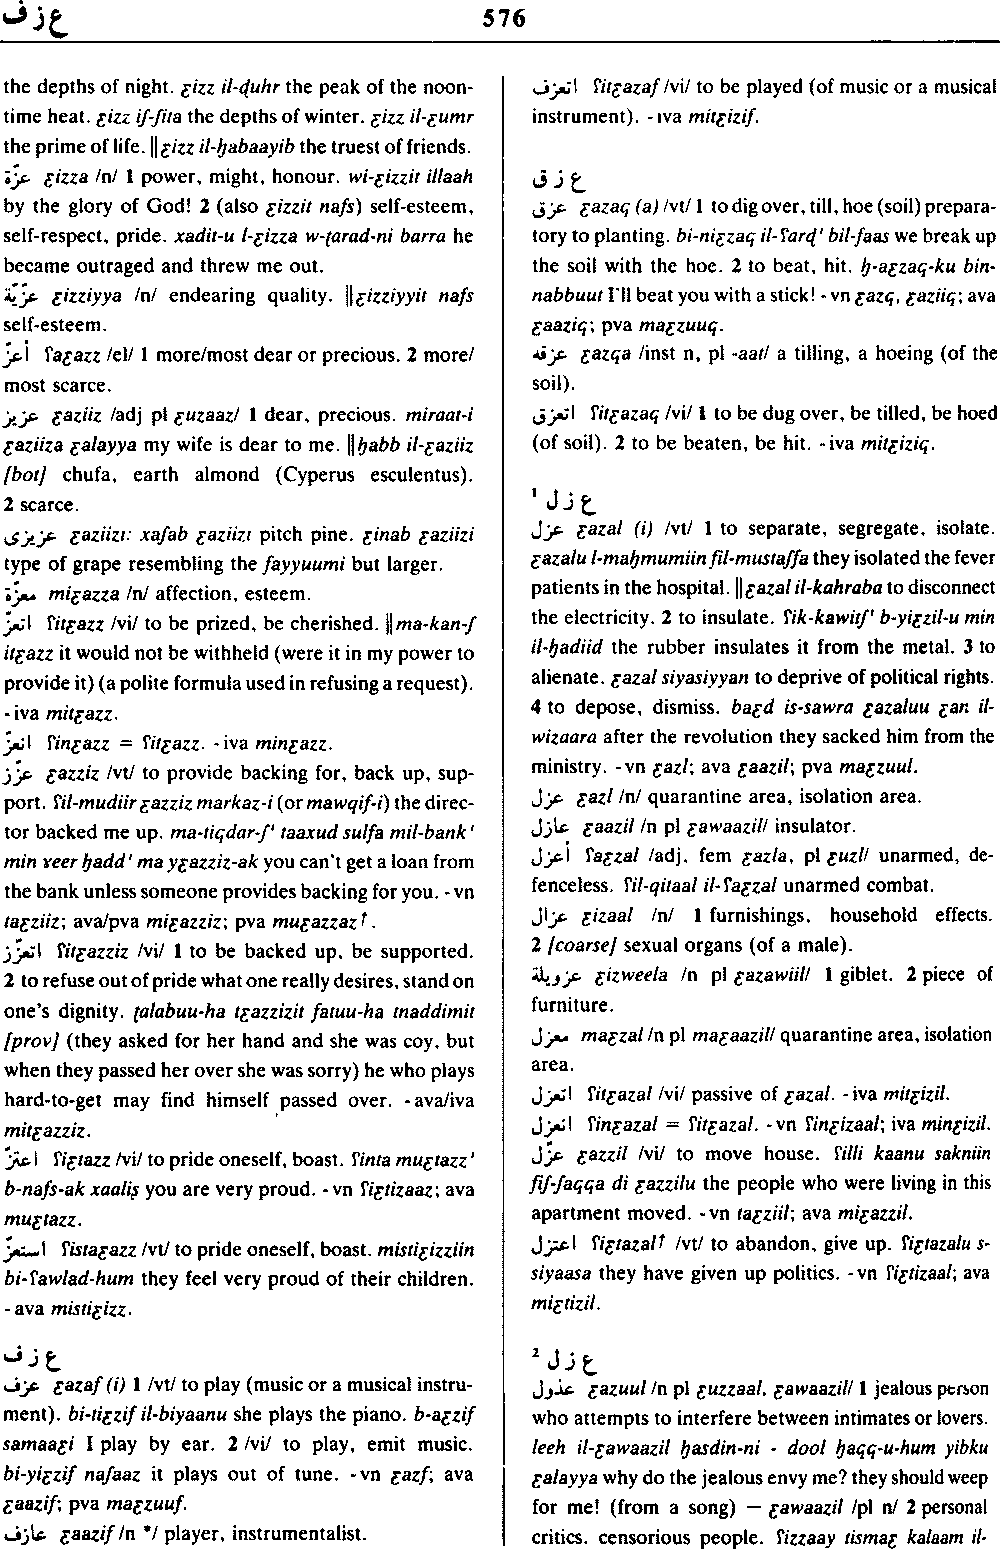 ع ز ف
576
the depths of night. ɛizz iḍ-ḍuhr the peak of the noon-
time heat. ɛizz iʃ-ʃita the depths of winter. ɛizz il-ɛumr
the prime of life. ‖ɛizz il-ḥabaayib the truest of friends.
عزّة ɛizza /n/ 1 power, might, honour. wi-ɛizzit illaah
by the glory of God! 2 (also ɛizzit nafs) self-esteem,
self-respect, pride. xadit-u l-ɛizza w-ṭarad-ni barra he
became outraged and threw me out.
عزّيّة ɛizziyya /n/ endearing quality. ‖ɛizziyyit nafs
self-esteem.
أعزّ ʕaɛazz /el/ 1 more/most dear or precious. 2 more/
most scarce.
عزيز ɛaziiz /adj pl ɛuzaaz/ 1 dear, precious. miraat-i
ɛaziiza ɛalayya my wife is dear to me. ‖ḥabb il-ɛaziiz
[bot] chufa, earth almond (Cyperus esculentus).
2 scarce.
عزيزى ɛaziizi: xaʃab ɛaziizi pitch pine. ɛinab ɛaziizi
type of grape resembling the fayyuumi but larger.
معزّة miɛazza /n/ affection, esteem.
اتعزّ ʕitɛazz /vi/ to be prized, be cherished. ‖ma-kan-ʃ
itɛazz it would not be withheld (were it in my power to
provide it) (a polite formula used in refusing a request).
-iva mitɛazz.
انعزّ ʕinɛazz = ʕitɛazz. -iva minɛazz.
عزّز ɛazziz /vt/ to provide backing for, back up, sup-
port. ʕil-mudiir ɛazziz markaz-i (or mawqif-i) the direc-
tor backed me up. ma-tiqdar-ʃ' taaxud sulfa mil-bank'
min ɤeer ḥadd' ma yɛazziz-ak you can't get a loan from
the bank unless someone provides backing for you. -vn
taɛziiz; ava/pva miɛazziz; pva muɛazzaz↑.
اتعزّز ʕitɛazziz /vi/ 1 to be backed up, be supported.
2 to refuse out of pride what one really desires, stand on
one's dignity. ṭalabuu-ha tɛazzizit fatuu-ha tnaddimit
[prov] (they asked for her hand and she was coy, but
when they passed her over she was sorry) he who plays
hard-to-get may find himself passed over. -ava/iva
mitɛazziz.
اعتزّ ʕiɛtazz /vi/ to pride oneself, boast. ʕinta muɛtazz'
b-nafs-ak xaaliṣ you are very proud. -vn ʕiɛtizaaz; ava
muɛtazz.
استعزّ ʕistaɛazz /vt/ to pride oneself, boast. mistiɛizziin
bi-ʕawlad-hum they feel very proud of their children.
-ava mistiɛizz.
ع ز ف
عزف ɛazaf (i) 1 /vt/ to play (music or a musical instru-
ment). bi-tiɛzif il-biyaanu she plays the piano. b-aɛzif
samaaɛi I play by ear. 2 /vi/ to play, emit music.
bi-yiɛzif naʃaaz it plays out of tune. -vn ɛazf; ava
ɛaazif; pva maɛzuuf.
عازف ɛaazif /n */ player, instrumentalist.
اتعزف ʕitɛazaf /vi/ to be played (of music or a musical
instrument). -iva mitɛizif.
ع ز ق
عزق ɛazaq (a) /vt/ 1 to dig over, till, hoe (soil) prepara-
tory to planting. bi-niɛzaq il-ʕarḍ' bil-faas we break up
the soil with the hoe. 2 to beat, hit. ḥ-aɛzaq-ku bin-
nabbuut I'll beat you with a stick! -vn ɛazq, ɛaziiq; ava
ɛaaziq; pva maɛzuuq.
عزقه ɛazqa /inst n, pl -aat/ a tilling, a hoeing (of the
soil).
اتعزق ʕitɛazaq /vi/ 1 to be dug over, be tilled, be hoed
(of soil). 2 to be beaten, be hit. -iva mitɛiziq.
ع ز ل ¹
عزل ɛazal (i) /vt/ 1 to separate, segregate, isolate.
ɛazalu l-maḥmumiin fil-mustaʃfa they isolated the fever
patients in the hospital. ‖ɛazal il-kahraba to disconnect
the electricity. 2 to insulate. ʕik-kawitʃ' b-yiɛzil-u min
il-ḥadiid the rubber insulates it from the metal. 3 to
alienate. ɛazal siyasiyyan to deprive of political rights.
4 to depose, dismiss. baɛd is-sawra ɛazaluu ɛan il-
wizaara after the revolution they sacked him from the
ministry. -vn ɛazl; ava ɛaazil; pva maɛzuul.
عزل ɛazl /n/ quarantine area, isolation area.
عازل ɛaazil /n pl ɛawaazil/ insulator.
أعزل ʕaɛzal /adj, fem ɛazla, pl ɛuzl/ unarmed, de-
fenceless. ʕil-qitaal il-ʕaɛzal unarmed combat.
عزال ɛizaal /n/ 1 furnishings, household effects.
2 [coarse] sexual organs (of a male).
عزويلة ɛizweela /n pl ɛazawiil/ 1 giblet. 2 piece of
furniture.
معزل maɛzal /n pl maɛaazil/ quarantine area, isolation
area.
اتعزل ʕitɛazal /vi/ passive of ɛazal. -iva mitɛizil.
انعزل ʕinɛazal = ʕitɛazal. -vn ʕinɛizaal; iva minɛizil.
عزّل ɛazzil /vi/ to move house. ʕilli kaanu sakniin
fiʃ-ʃaqqa di ɛazzilu the people who were living in this
apartment moved. -vn taɛziil; ava miɛazzil.
اعتزل ʕiɛtazal↑ /vt/ to abandon, give up. ʕiɛtazalu s-
siyaasa they have given up politics. -vn ʕiɛtizaal; ava
miɛtizil.
ع ز ل ²
عذول ɛazuul /n pl ɛuzzaal, ɛawaazil/ 1 jealous person
who attempts to interfere between intimates or lovers.
leeh il-ɛawaazil ḥasdin-ni - dool ḥaqq-u-hum yibku
ɛalayya why do the jealous envy me? they should weep
for me! (from a song) — ɛawaazil /pl n/ 2 personal
critics, censorious people. ʕizzaay tismaɛ kalaam il-